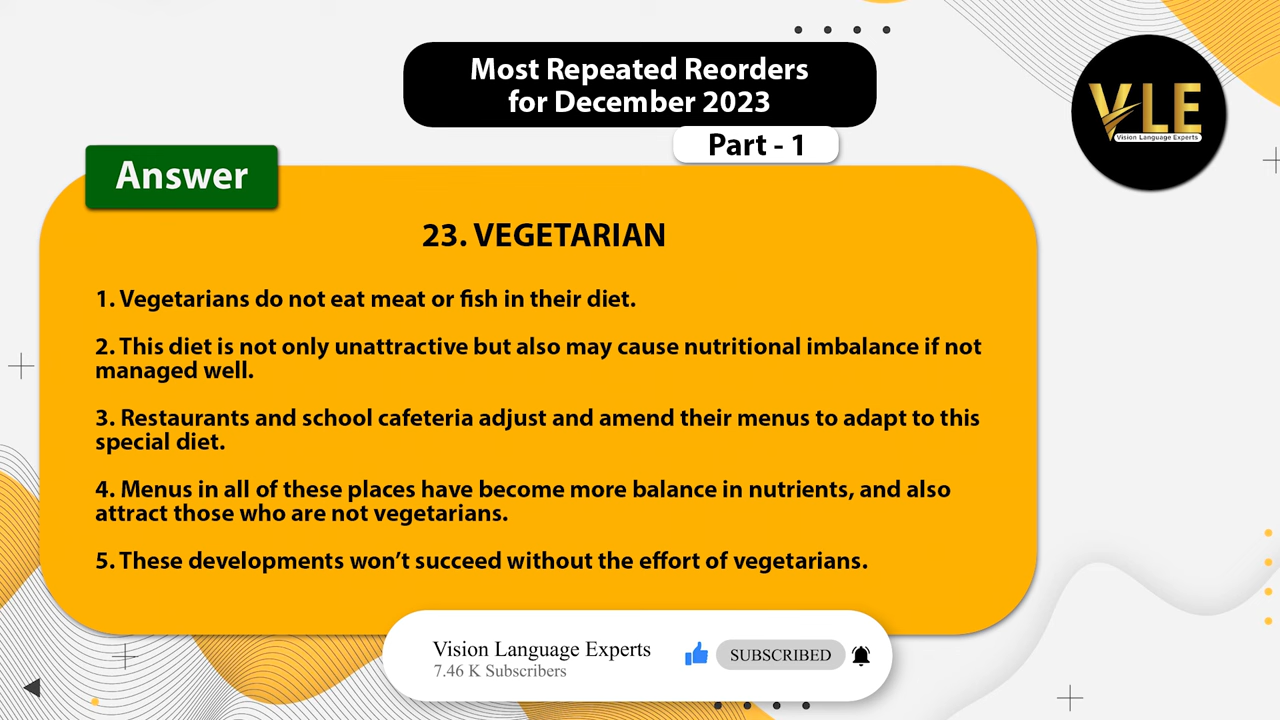 Most Repeated Reorders
for December 2023
Part - 1
VLE
Vision Language Experts
Answer
23. VEGETARIAN
1. Vegetarians do not eat meat or fish in their diet.
2. This diet is not only unattractive but also may cause nutritional imbalance if not
managed well.
3. Restaurants and school cafeteria adjust and amend their menus to adapt to this
special diet.
4. Menus in all of these places have become more balance in nutrients, and also
attract those who are not vegetarians.
5. These developments won’t succeed without the effort of vegetarians.
Vision Language Experts
7.46 K Subscribers
SUBSCRIBED